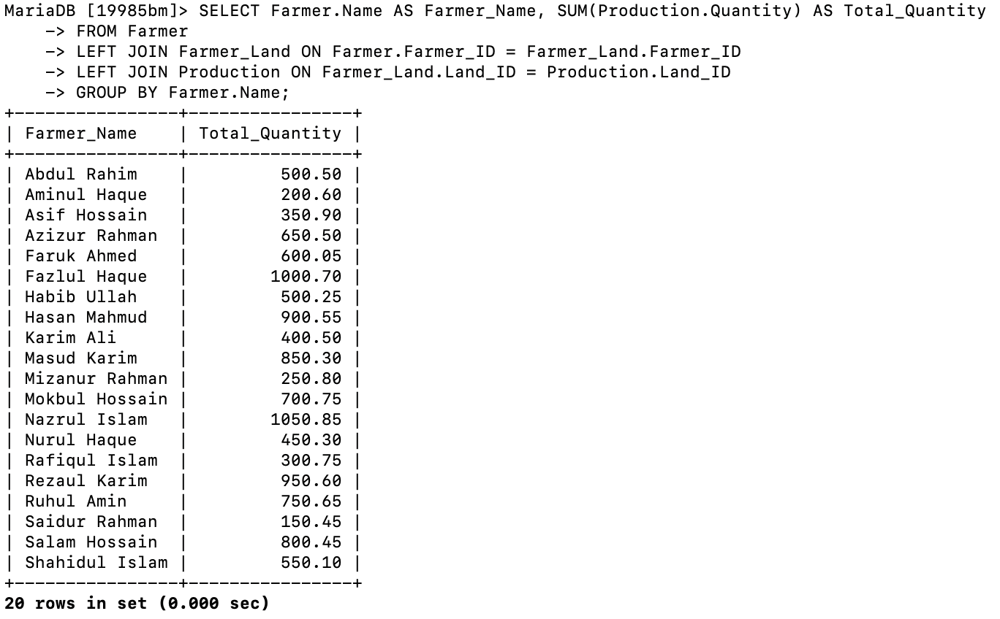 MariaDB [19985bm]> SELECT Farmer.Name AS Farmer_Name, SUM(Production.Quantity) AS Total_Quantity
    -> FROM Farmer
    -> LEFT JOIN Farmer_Land ON Farmer.Farmer_ID = Farmer_Land.Farmer_ID
    -> LEFT JOIN Production ON Farmer_Land.Land_ID = Production.Land_ID
    -> GROUP BY Farmer.Name;
+----------------+----------------+
| Farmer_Name    | Total_Quantity |
+----------------+----------------+
| Abdul Rahim    |         500.50 |
| Aminul Haque   |         200.60 |
| Asif Hossain   |         350.90 |
| Azizur Rahman  |         650.50 |
| Faruk Ahmed    |         600.05 |
| Fazlul Haque   |        1000.70 |
| Habib Ullah    |         500.25 |
| Hasan Mahmud   |         900.55 |
| Karim Ali      |         400.50 |
| Masud Karim    |         850.30 |
| Mizanur Rahman |         250.80 |
| Mokbul Hossain |         700.75 |
| Nazrul Islam   |        1050.85 |
| Nurul Haque    |         450.30 |
| Rafiqul Islam  |         300.75 |
| Rezaul Karim   |         950.60 |
| Ruhul Amin     |         750.65 |
| Saidur Rahman  |         150.45 |
| Salam Hossain  |         800.45 |
| Shahidul Islam |         550.10 |
+----------------+----------------+
20 rows in set (0.000 sec)